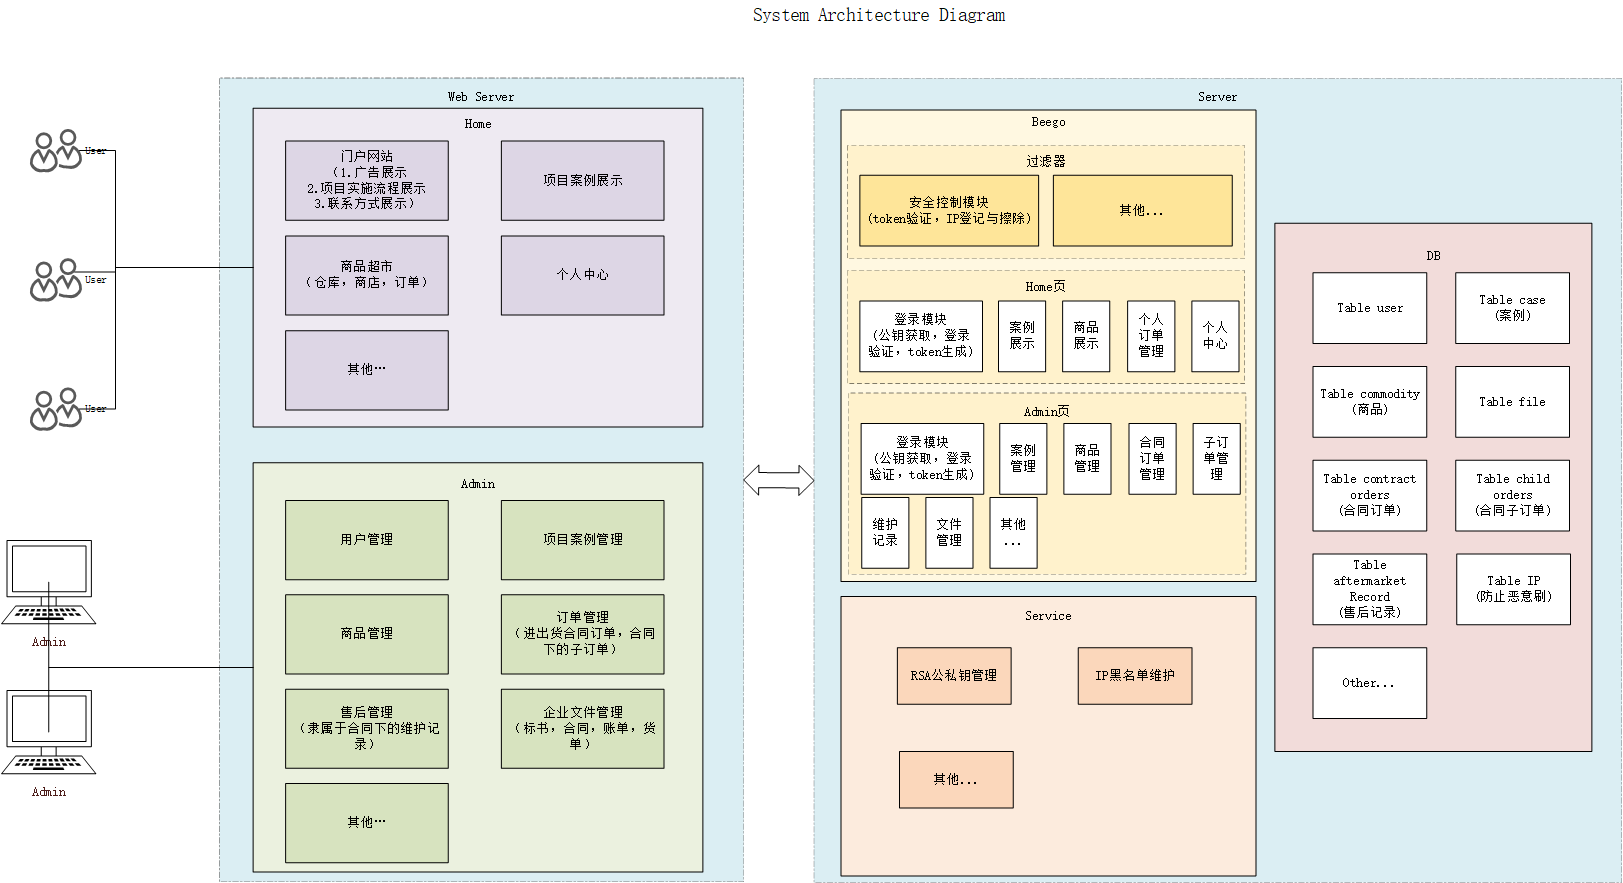 System Architecture Diagram
User
User
User
Admin
Admin
Web Server
Home
门户网站
（1.广告展示
2.项目实施流程展示
3.联系方式展示）
项目案例展示
商品超市
（仓库，商店，订单）
个人中心
其他…
Admin
用户管理
项目案例管理
商品管理
订单管理
（进出货合同订单，合同
下的子订单）
售后管理
（隶属于合同下的维护记
录）
企业文件管理
（标书，合同，账单，货
单）
其他…
Server
Beego
过滤器
安全控制模块
(token验证，IP登记与擦除)
其他...
Home页
登录模块
(公钥获取，登录
验证，token生成)
案例
展示
商品
展示
个人
订单
管理
个人
中心
Admin页
登录模块
(公钥获取，登录
验证，token生成)
案例
管理
商品
管理
合同
订单
管理
子订
单管
理
维护
记录
文件
管理
其他
...
Service
RSA公私钥管理
IP黑名单维护
其他...
DB
Table user
Table case
(案例)
Table commodity
(商品)
Table file
Table contract
orders
(合同订单)
Table child
orders
(合同子订单)
Table
aftermarket
Record
(售后记录)
Table IP
(防止恶意刷)
Other...